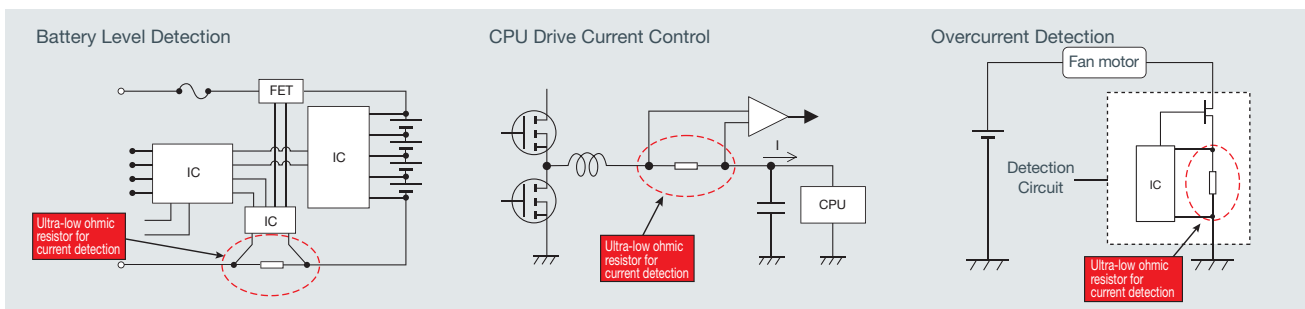 Battery Level Detection
FET
IC
IC
IC
Ultra-low ohmic
resistor for
current detection
CPU Drive Current Control
I
CPU
Ultra-low ohmic
resistor for
current detection
Overcurrent Detection
Fan motor
Detection
Circuit
IC
Ultra-low ohmic
resistor for
current detection